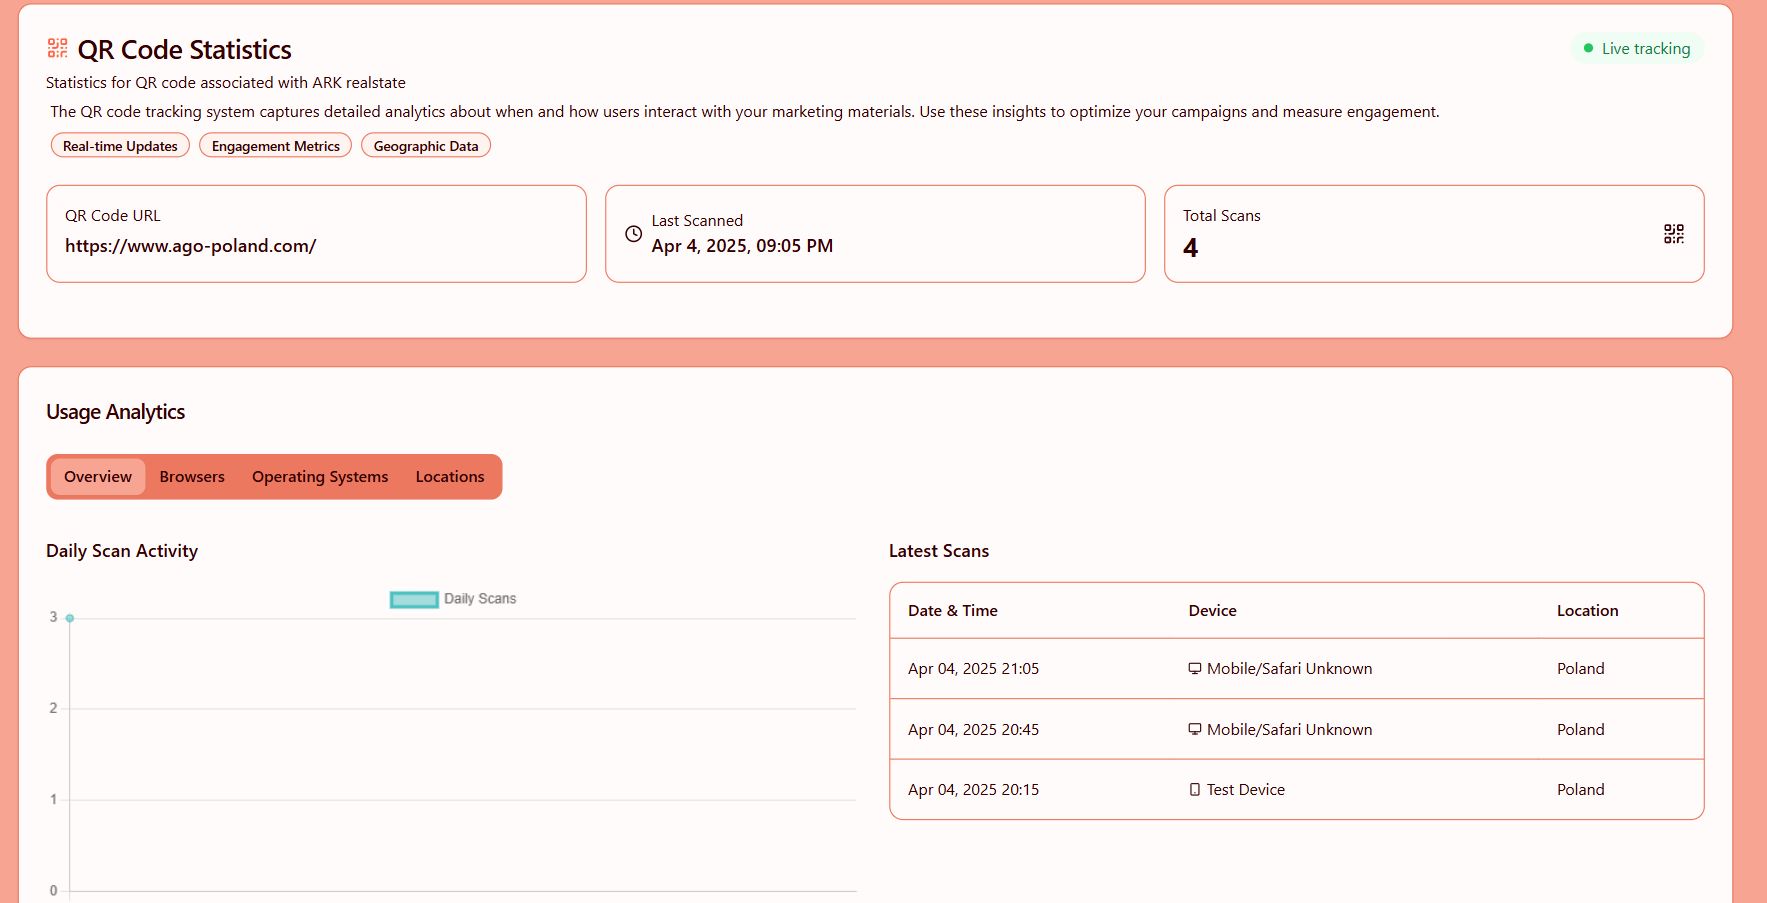 QR Code Statistics
Live tracking
Statistics for QR code associated with ARK realstate
The QR code tracking system captures detailed analytics about when and how users interact with your marketing materials. Use these insights to optimize your campaigns and measure engagement.
Real-time Updates Engagement Metrics Geographic Data
QR Code URL
https://www.ago-poland.com/
Last Scanned
Apr 4, 2025, 09:05 PM
Total Scans
4
Usage Analytics
Overview Browsers Operating Systems Locations
Daily Scan Activity
Daily Scans
3
2
1
0
Latest Scans
Date & Time Device Location
Apr 04, 2025 21:05 Mobile/Safari Unknown Poland
Apr 04, 2025 20:45 Mobile/Safari Unknown Poland
Apr 04, 2025 20:15 Test Device Poland